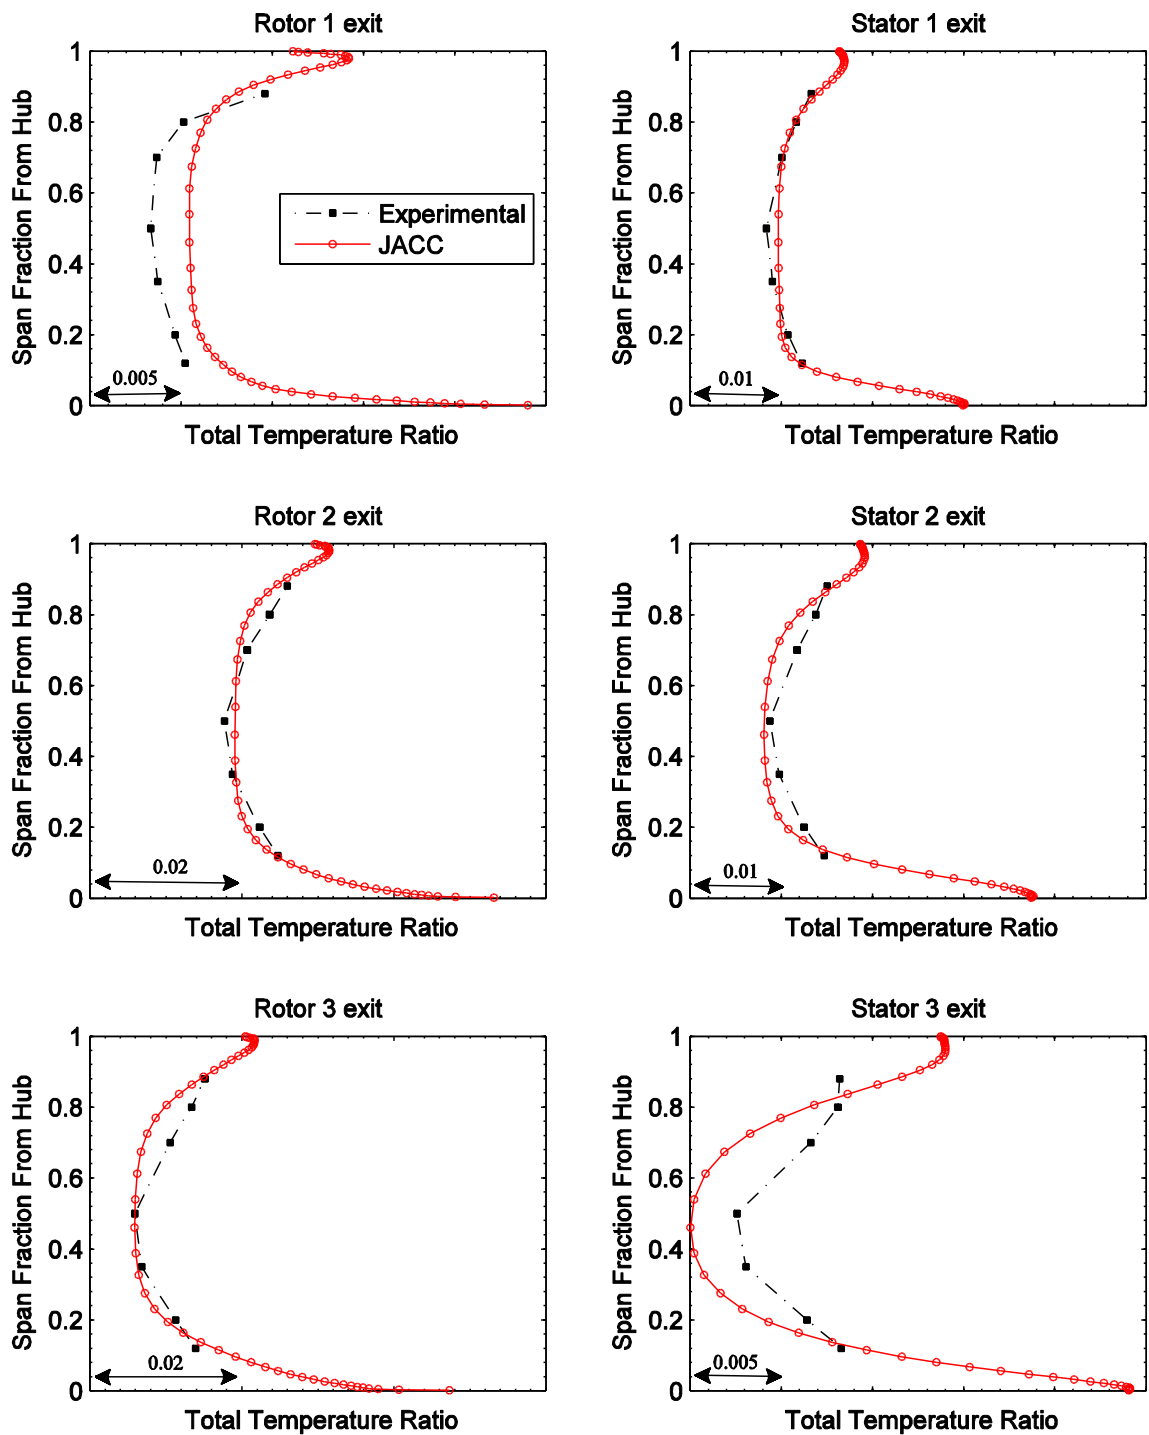 Rotor 1 exit
Span Fraction From Hub
1
0.8
0.6
0.4
0.2
0
Experimental
JACC
0.005
Total Temperature Ratio
Stator 1 exit
Span Fraction From Hub
1
0.8
0.6
0.4
0.2
0
0.01
Total Temperature Ratio
Rotor 2 exit
Span Fraction From Hub
1
0.8
0.6
0.4
0.2
0
0.02
Total Temperature Ratio
Stator 2 exit
Span Fraction From Hub
1
0.8
0.6
0.4
0.2
0
0.01
Total Temperature Ratio
Rotor 3 exit
Span Fraction From Hub
1
0.8
0.6
0.4
0.2
0
0.02
Total Temperature Ratio
Stator 3 exit
Span Fraction From Hub
1
0.8
0.6
0.4
0.2
0
0.005
Total Temperature Ratio